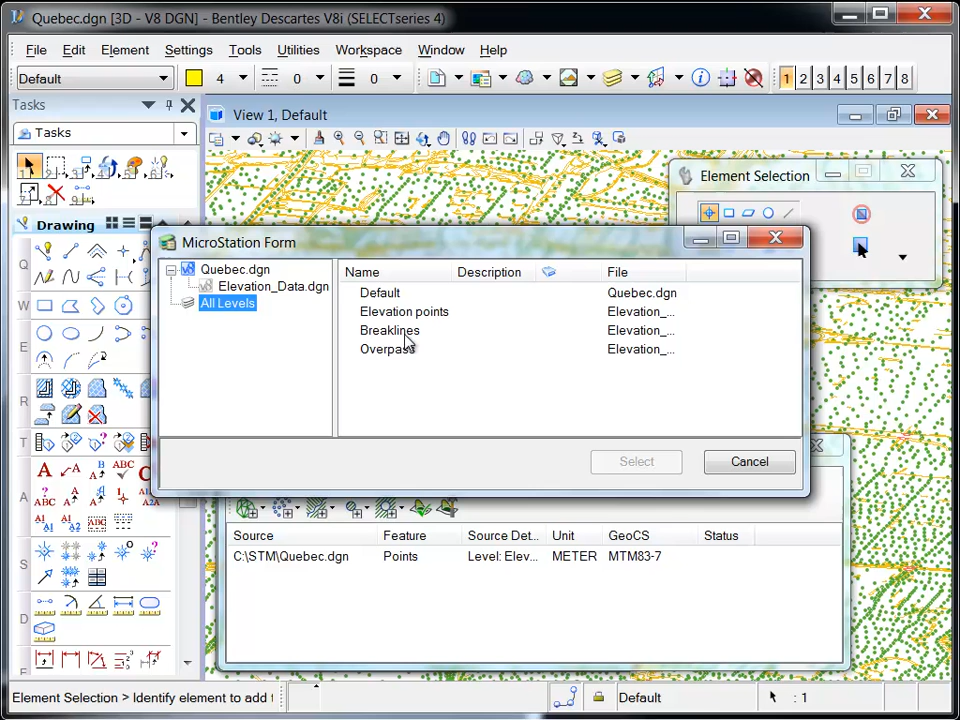 Quebec.dgn [3D - V8 DGN] - Bentley Descartes V8i (SELECTseries 4)
File Edit Element Settings Tools Utilities Workspace Window Help
Default 4 0 0 1 2 3 4 5 6 7 8
Tasks
View 1, Default
Tasks
Element Selection
Drawing
MicroStation Form
Quebec.dgn
Elevation_Data.dgn
All Levels
Name Description File
Default Quebec.dgn
Elevation points Elevation_...
Breaklines Elevation_...
Overpass Elevation_...
Select Cancel
Source Feature Source Det... Unit GeoCS Status
C:\STM\Quebec.dgn Points Level: Elev... METER MTM83-7
Q
W
E
R
T
A
S
D
F
Element Selection > Identify element to add t
Default : 1